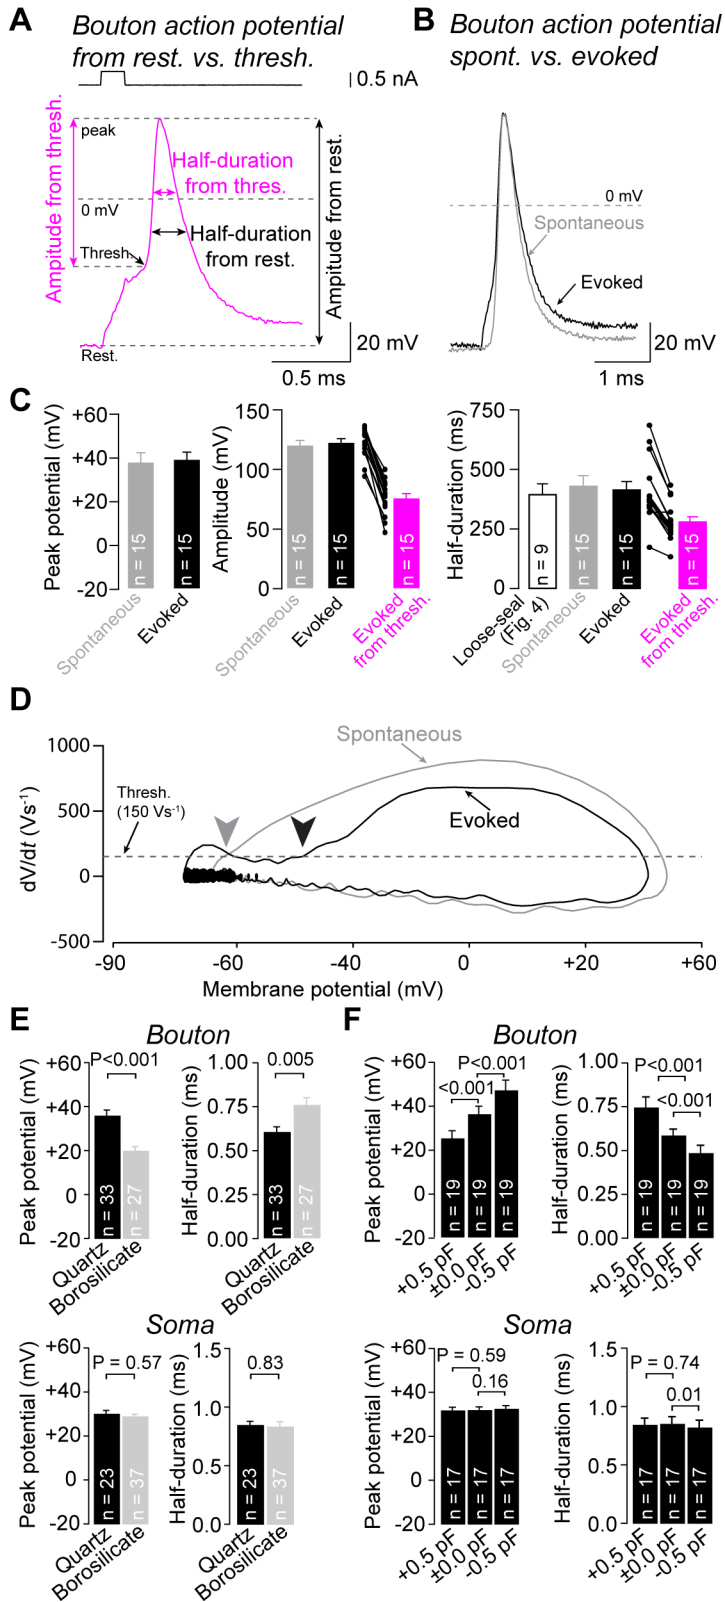 A
Bouton action potential
from rest. vs. thresh.
0.5 nA
peak
Half-duration
from thres.
0 mV
Half-duration
from rest.
Thresh.
Rest.
Ampitude from thresh.
Amplitude from rest.
20 mV
0.5 ms
B
Bouton action potential
spont. vs. evoked
0 mV
Spontaneous
Evoked
20 mV
1 ms
C
Peak potential (mV)
+60
+40
+20
0
-20
n = 15
n = 15
Spontaneous
Evoked
Amplitude (mV)
150
100
50
0
n = 15
n = 15
n = 15
Spontaneous
Evoked
Evoked
from thresh.
Half-duration (ms)
750
500
250
0
n = 9
n = 15
n = 15
n = 15
Loose-seal
(Fig. 4)
Spontaneous
Evoked
Evoked
from thresh.
D
dV/dt (Vs-1)
1000
500
0
-500
Thresh.
(150 Vs-1)
Spontaneous
Evoked
-90
-60
-40
0
+20
+60
Membrane potential (mV)
E
Bouton
Peak potential (mV)
+60
+40
+20
0
-20
P<0.001
n = 33
n = 27
Quartz
Borosilicate
Half-duration (ms)
1.00
0.75
0.50
0.25
0.00
0.005
n = 33
n = 27
Quartz
Borosilicate
Soma
Peak potential (mV)
+60
+40
+20
0
-20
P = 0.57
n = 23
n = 37
Quartz
Borosilicate
Half-duration (ms)
1.5
1.0
0.5
0.0
0.83
n = 23
n = 37
Quartz
Borosilicate
F
Bouton
Peak potential (mV)
+60
+40
+20
0
-20
P<0.001
<0.001
n = 19
n = 19
n = 19
+0.5 pF
±0.0 pF
-0.5 pF
Half-duration (ms)
1.00
0.75
0.50
0.25
0.00
P<0.001
<0.001
n = 19
n = 19
n = 19
+0.5 pF
±0.0 pF
-0.5 pF
Soma
Peak potential (mV)
+60
+40
+20
0
-20
P = 0.59
0.16
n = 17
n = 17
n = 17
+0.5 pF
±0.0 pF
-0.5 pF
Half-duration (ms)
1.5
1.0
0.5
0.0
P = 0.74
0.01
n = 17
n = 17
n = 17
+0.5 pF
±0.0 pF
-0.5 pF